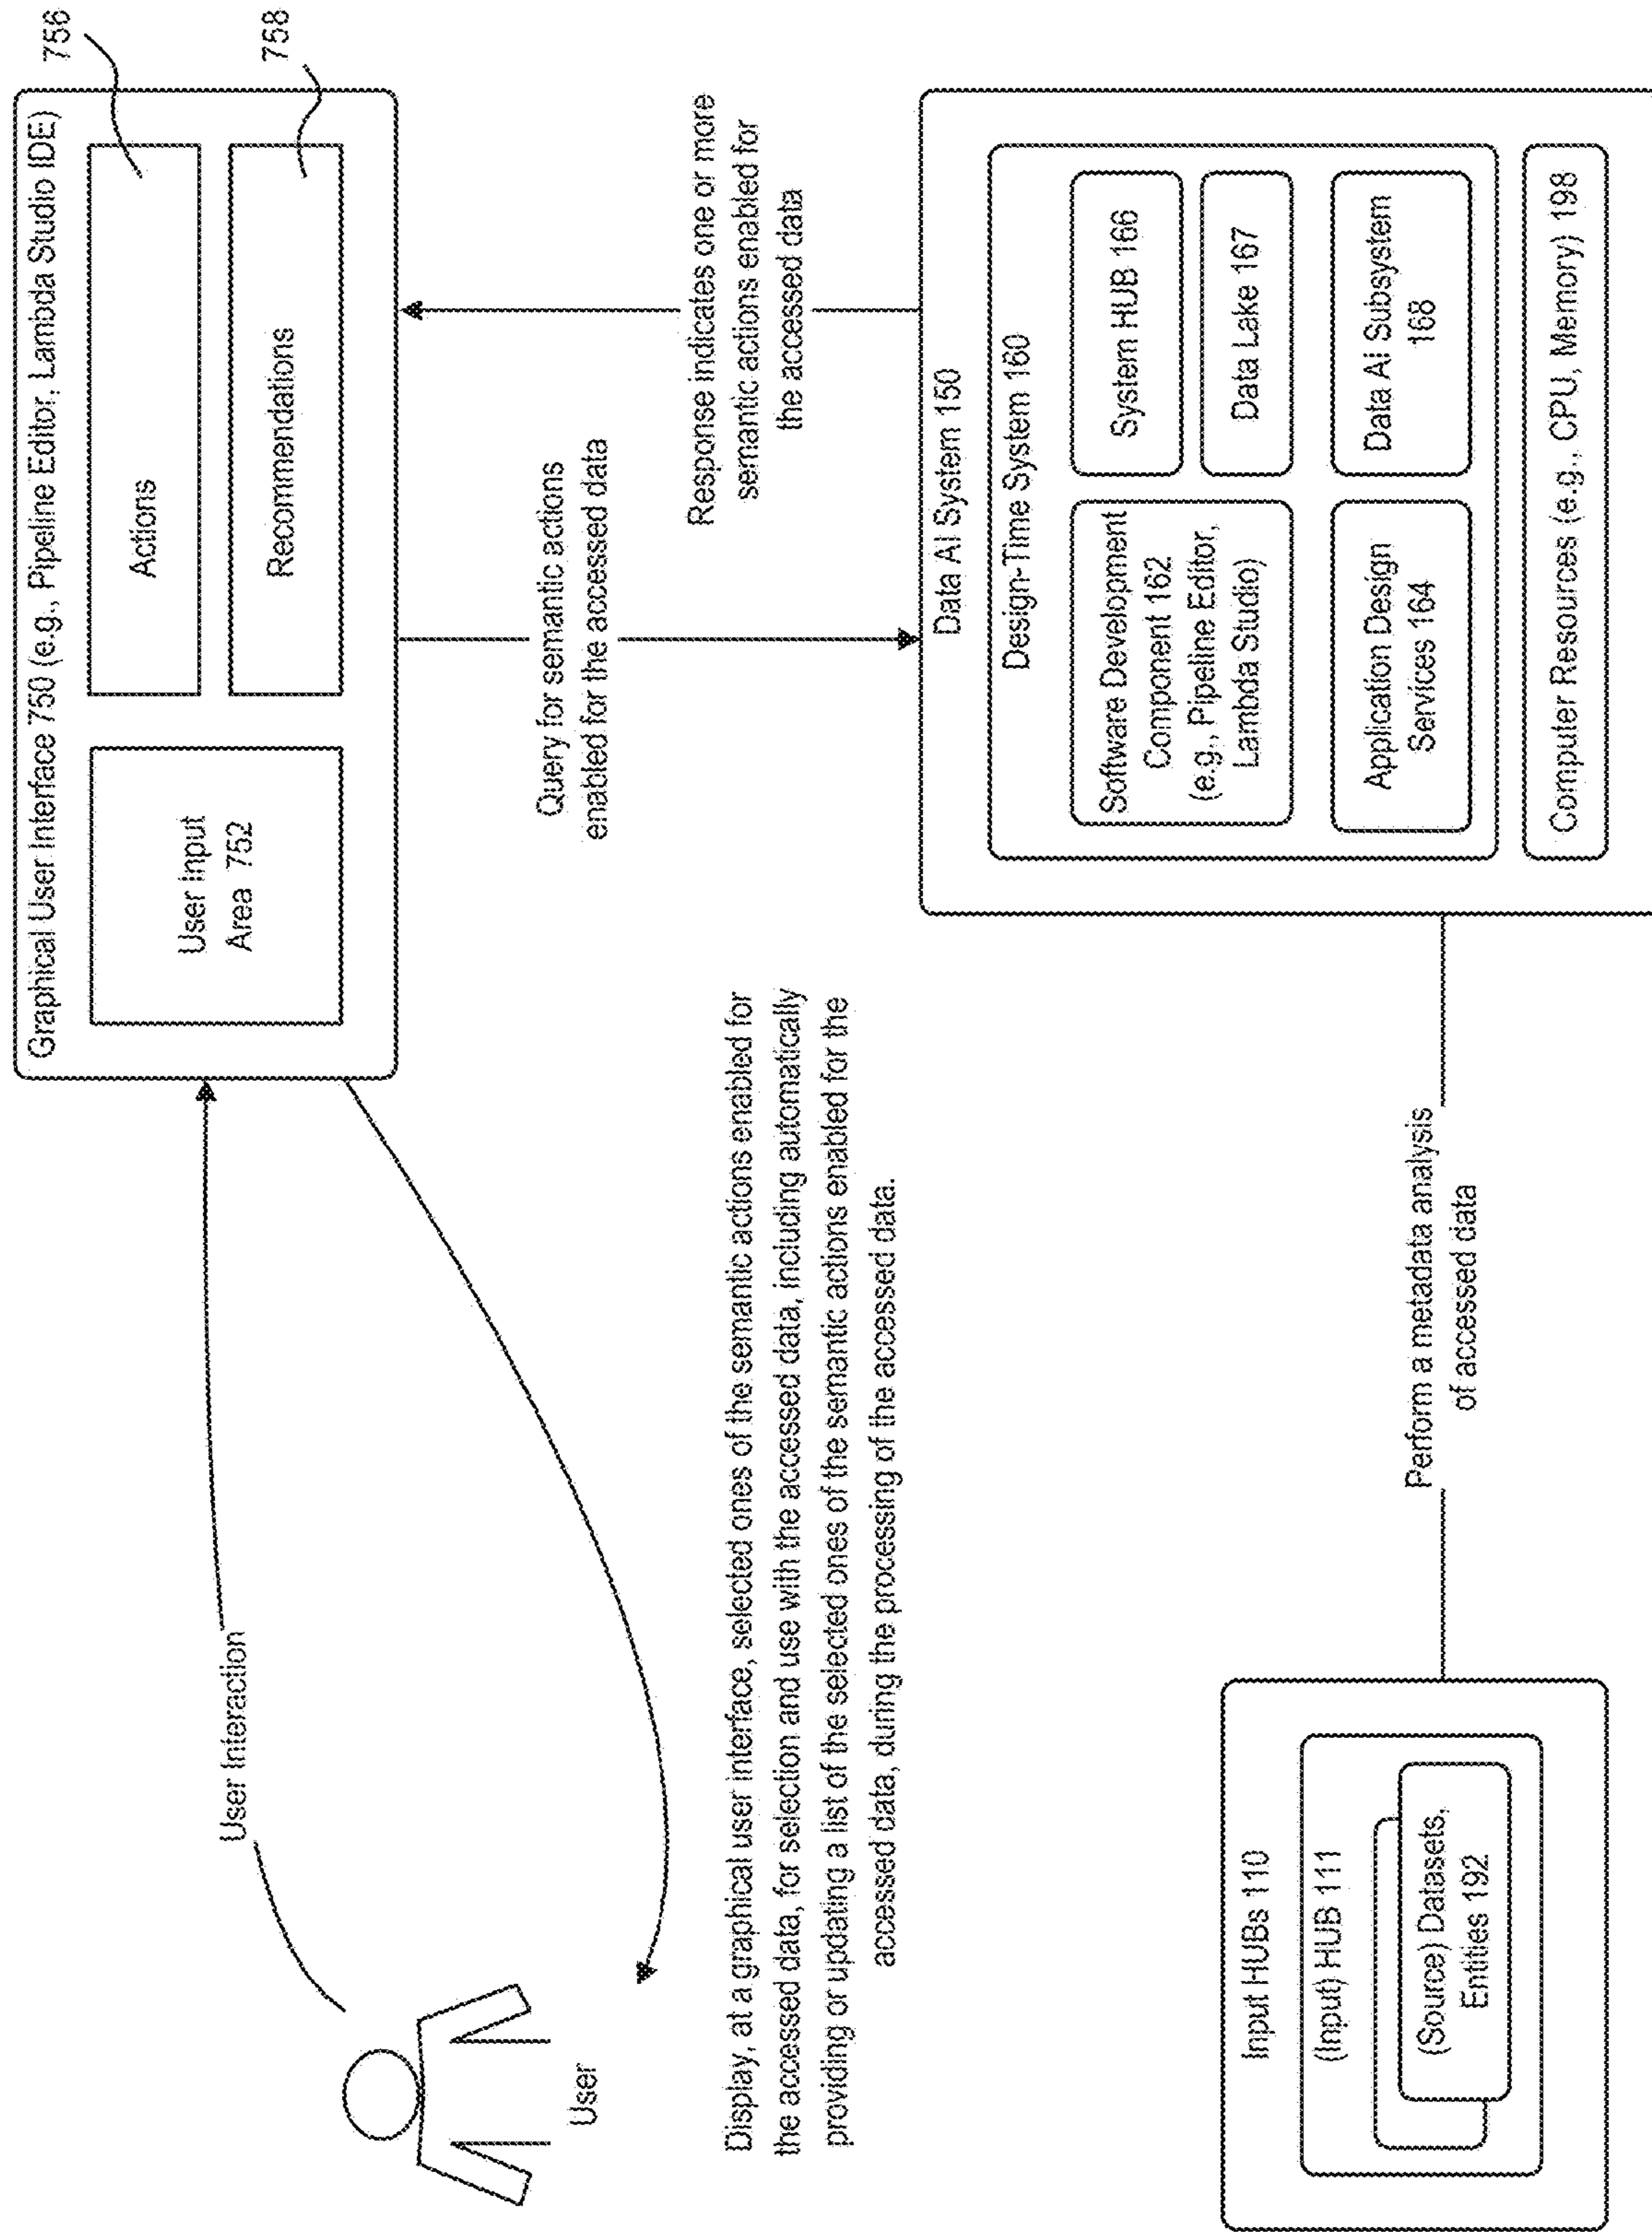 Graphical User Interface 750 (e.g., Pipeline Editor, Lambda Studio IDE)
User Input
Area 752
Actions
Recommendations
756
758
User Interaction
User
Query for semantic actions
enabled for the accessed data
Response indicates one or more
semantic actions enabled for
the accessed data
Display, at a graphical user interface, selected ones of the semantic actions enabled for
the accessed data, for selection and use with the accessed data, including automatically
providing or updating a list of the selected ones of the semantic actions enabled for the
accessed data, during the processing of the accessed data.
Data AI System 150
Design-Time System 160
Software Development
Component 162
(e.g., Pipeline Editor,
Lambda Studio)
System HUB 166
Data Lake 167
Application Design
Services 164
Data AI Subsystem
168
Computer Resources (e.g., CPU, Memory) 198
Input HUBs 110
(Input) HUB 111
(Source) Datasets,
Entities 192
Perform a metadata analysis
of accessed data